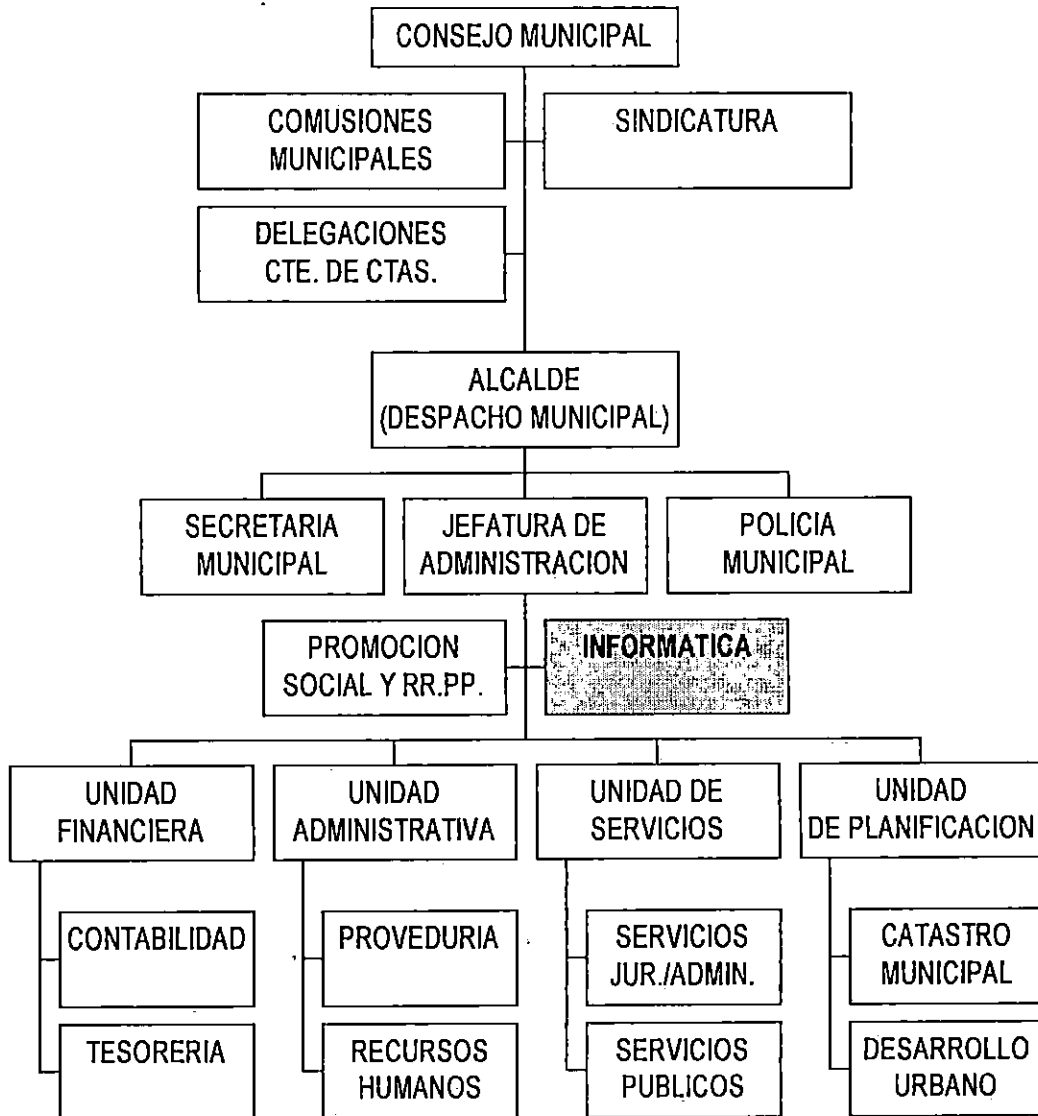 CONSEJO MUNICIPAL
COMUSIONES
MUNICIPALES
SINDICATURA
DELEGACIONES
CTE. DE CTAS.
ALCALDE
(DESPACHO MUNICIPAL)
SECRETARIA
MUNICIPAL
JEFATURA DE
ADMINISTRACION
POLICIA
MUNICIPAL
PROMOCION
SOCIAL Y RR.PP.
INFORMATICA
UNIDAD
FINANCIERA
UNIDAD
ADMINISTRATIVA
UNIDAD DE
SERVICIOS
UNIDAD
DE PLANIFICACION
CONTABILIDAD
PROVEDURIA
SERVICIOS
JUR./ADMIN.
CATASTRO
MUNICIPAL
TESORERIA
RECURSOS
HUMANOS
SERVICIOS
PUBLICOS
DESARROLLO
URBANO